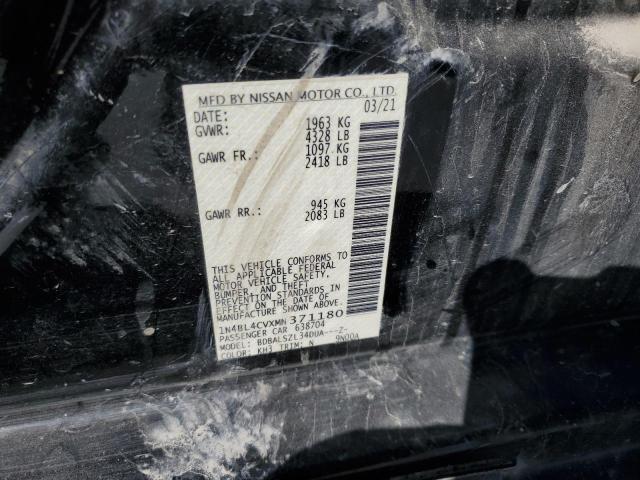 MFD BY NISSAN MOTOR CO., LTD.
DATE: 03/21
GVWR: 1963 KG
4328 LB
GAWR FR.: 1097 KG
2418 LB
GAWR RR.: 945 KG
2083 LB
THIS VEHICLE CONFORMS TO
ALL APPLICABLE FEDERAL
MOTOR VEHICLE SAFETY,
BUMPER, AND THEFT
PREVENTION STANDARDS IN
EFFECT ON THE DATE OF
MANUFACTURE SHOWN ABOVE.
1N4BL4CVXMN371180
PASSENGER CAR 638704
MODEL: BDBALSZL34DUA---Z-
COLOR: KH3 TRIM: N 9N00A